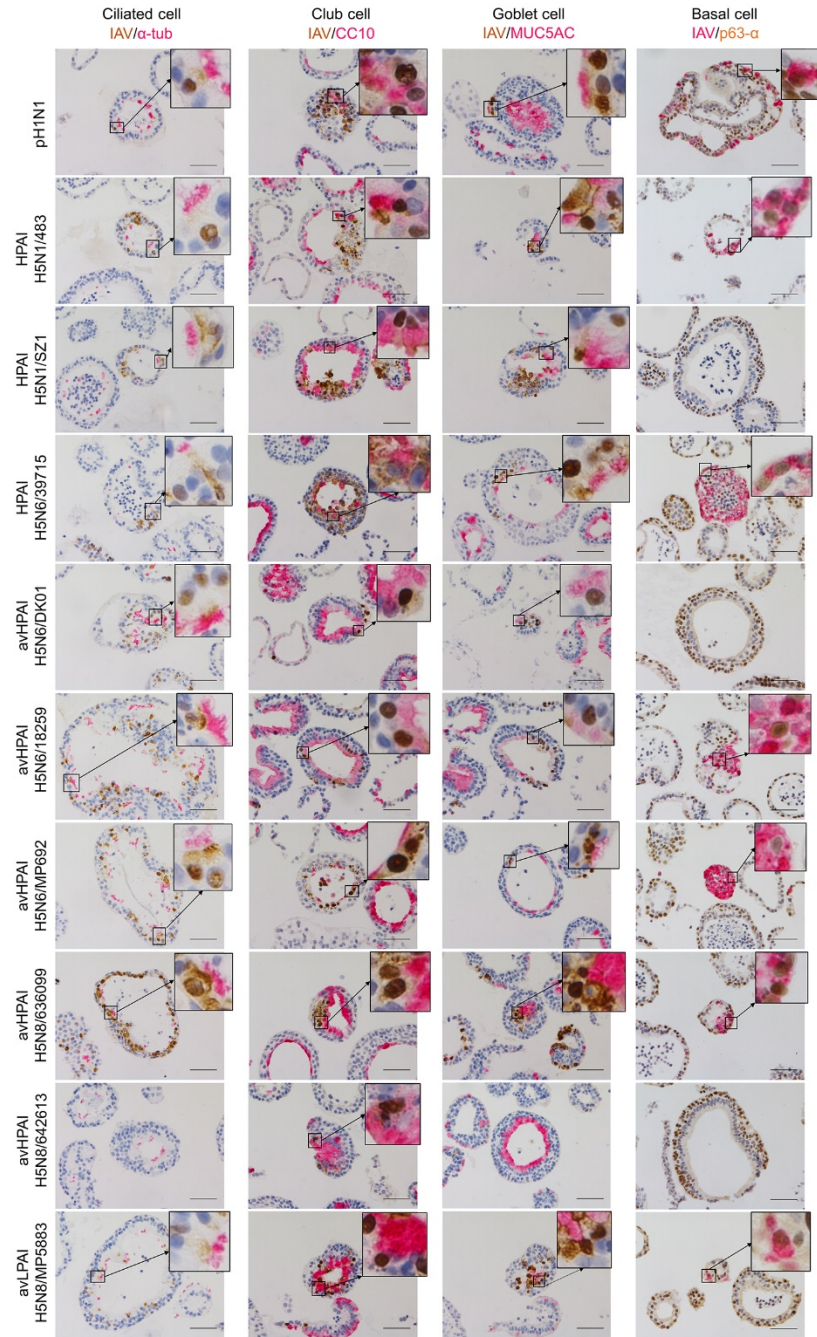 Ciliated cell
IAV/α-tub
Club cell
IAV/CC10
Goblet cell
IAV/MUC5AC
Basal cell
IAV/p63-α
pH1N1
HPAI
H5N1/483
HPAI
H5N1/SZ1
HPAI
H5N6/39715
avHPAI
H5N6/DK01
avHPAI
H5N6/18259
avHPAI
H5N6/MP692
avHPAI
H5N8/636099
avHPAI
H5N8/642613
avLPAI
H5N8/MP5883